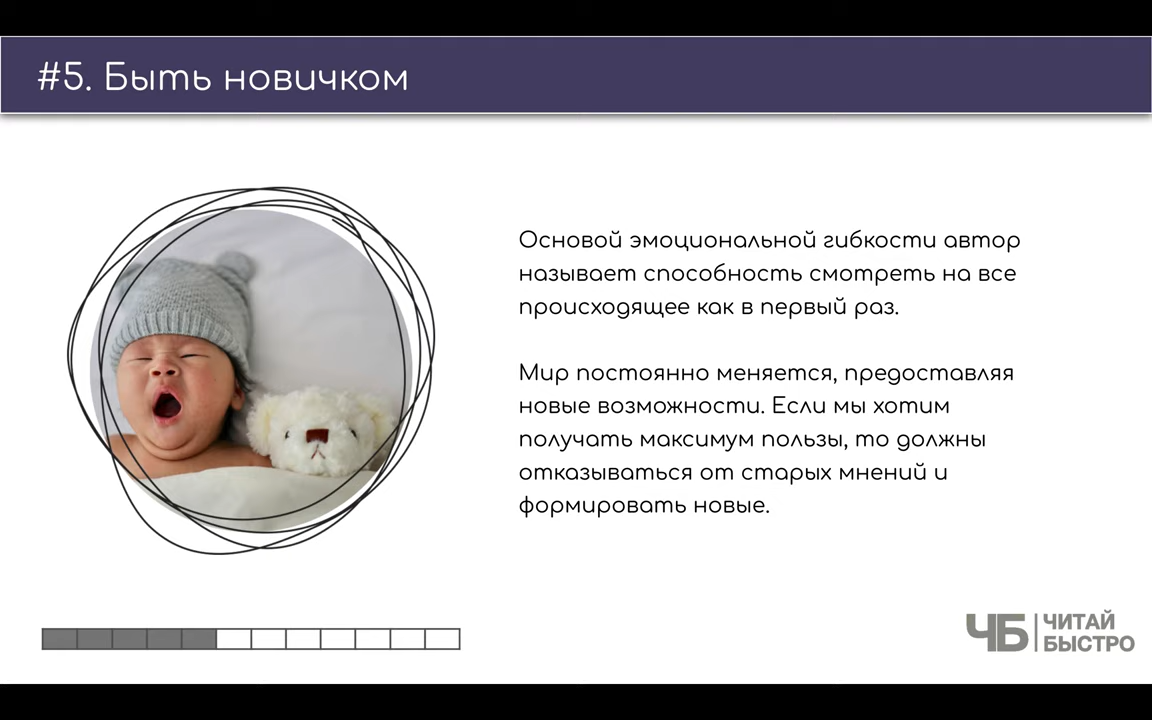 #5. Быть новичком
Основой эмоциональной гибкости автор
называет способность смотреть на все
происходящее как в первый раз.
Мир постоянно меняется, предоставляя
новые возможности. Если мы хотим
получать максимум пользы, то должны
отказываться от старых мнений и
формировать новые.
ЧБ
ЧИТАЙ
БЫСТРО